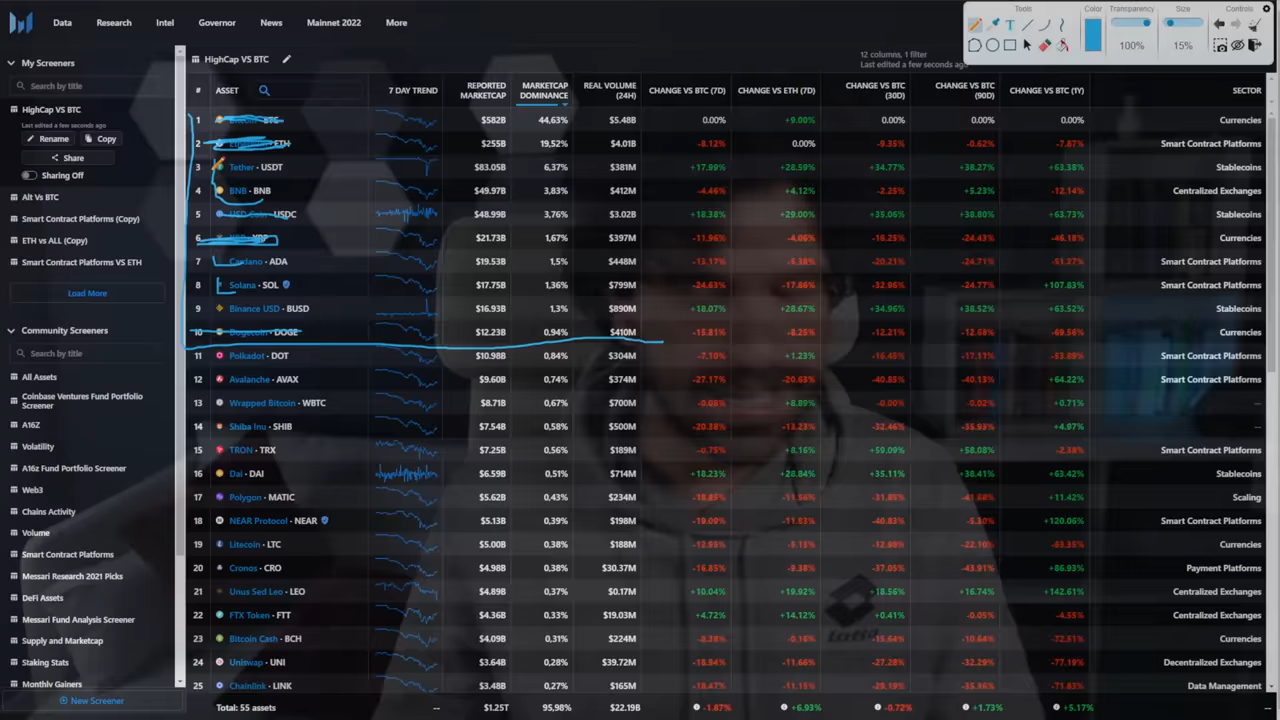 Data Research Intel Governor News Mainnet 2022 More
Tools Color Transparency Size Controls
100% 15%
My Screeners
Search by title
HighCap VS BTC
Last edited a few seconds ago
Rename Copy
Share
Sharing Off
Alt Vs BTC
Smart Contract Platforms (Copy)
ETH vs ALL (Copy)
Smart Contract Platforms VS ETH
Load More
Community Screeners
Search by title
All Assets
Coinbase Ventures Fund Portfolio
Screener
A16Z
Volatility
A16z Fund Portfolio Screener
Web3
Chains Activity
Volume
Smart Contract Platforms
Messari Research 2021 Picks
DeFi Assets
Messari Fund Analysis Screener
Supply and Marketcap
Staking Stats
Monthly Gainers
New Screener
HighCap VS BTC
12 columns, 1 filter
Last edited a few seconds ago
# ASSET 7 DAY TREND REPORTED MARKETCAP MARKETCAP DOMINANCE REAL VOLUME (24H) CHANGE VS BTC (7D) CHANGE VS ETH (7D) CHANGE VS BTC (30D) CHANGE VS BTC (90D) CHANGE VS BTC (1Y) SECTOR
1 BTC $582B 44,63% $5.48B 0.00% +9.00% 0.00% 0.00% 0.00% Currencies
2 ETH $255B 19,52% $4.01B -8.12% 0.00% -9.35% -0.62% -7.87% Smart Contract Platforms
3 Tether · USDT $83.05B 6,37% $381M +17.99% +28.59% +34.77% +38.27% +63.38% Stablecoins
4 BNB · BNB $49.97B 3,83% $412M -4.46% +4.12% -2.25% +5.23% -12.14% Centralized Exchanges
5 USD Coin · USDC $48.99B 3,76% $3.02B +18.38% +29.00% +35.06% +38.80% +63.73% Stablecoins
6 XRP $21.73B 1,67% $397M -11.96% -4.06% -16.25% -24.43% -46.18% Currencies
7 Cardano · ADA $19.53B 1,5% $448M -13.17% -5.38% -20.21% -24.71% -51.27% Smart Contract Platforms
8 Solana · SOL $17.75B 1,36% $799M -24.63% -17.86% -32.96% -24.77% +107.83% Smart Contract Platforms
9 Binance USD · BUSD $16.93B 1,3% $890M +18.07% +28.67% +34.96% +38.52% +63.52% Stablecoins
10 Dogecoin · DOGE $12.23B 0,94% $410M -15.81% -8.25% -12.21% -12.58% -69.56% Currencies
11 Polkadot · DOT $10.98B 0,84% $304M -7.10% +1.23% -16.45% -17.11% -53.89% Smart Contract Platforms
12 Avalanche · AVAX $9.60B 0,74% $374M -27.17% -20.63% -40.83% -40.13% +64.22% Smart Contract Platforms
13 Wrapped Bitcoin · WBTC $8.71B 0,67% $700M -0.08% +8.89% -0.00% -0.02% +0.71% --
14 Shiba Inu · SHIB $7.54B 0,58% $500M -20.38% -13.23% -32.46% -35.93% +4.97% --
15 TRON · TRX $7.25B 0,56% $189M -0.75% +8.16% +59.09% +58.08% -2.38% Smart Contract Platforms
16 Dai · DAI $6.59B 0,51% $714M +18.23% +28.84% +35.11% +38.41% +63.42% Stablecoins
17 Polygon · MATIC $5.62B 0,43% $234M -18.85% -11.56% -31.85% -41.68% +11.42% Scaling
18 NEAR Protocol · NEAR $5.13B 0,39% $198M -19.09% -11.83% -40.83% -5.30% +120.06% Smart Contract Platforms
19 Litecoin · LTC $5.00B 0,38% $188M -12.99% -5.15% -12.80% -22.10% -63.35% Currencies
20 Cronos · CRO $4.98B 0,38% $30.37M -16.85% -9.38% -37.05% -43.91% +86.93% Payment Platforms
21 Unus Sed Leo · LEO $4.89B 0,37% $0.17M +10.04% +19.92% +18.56% +16.74% +142.61% Centralized Exchanges
22 FTX Token · FTT $4.36B 0,33% $19.03M +4.72% +14.12% +0.41% -0.05% -4.55% Centralized Exchanges
23 Bitcoin Cash · BCH $4.09B 0,31% $224M -8.38% -0.16% -15.64% -10.64% -72.51% Currencies
24 Uniswap · UNI $3.64B 0,28% $39.72M -18.94% -11.66% -27.28% -32.29% -77.19% Decentralized Exchanges
25 Chainlink · LINK $3.48B 0,27% $165M -18.47% -11.15% -29.19% -35.16% -71.83% Data Management
Total: 55 assets -- $1.25T 95,98% $22.19B -1.87% +6.93% -0.72% +1.73% +5.17% --